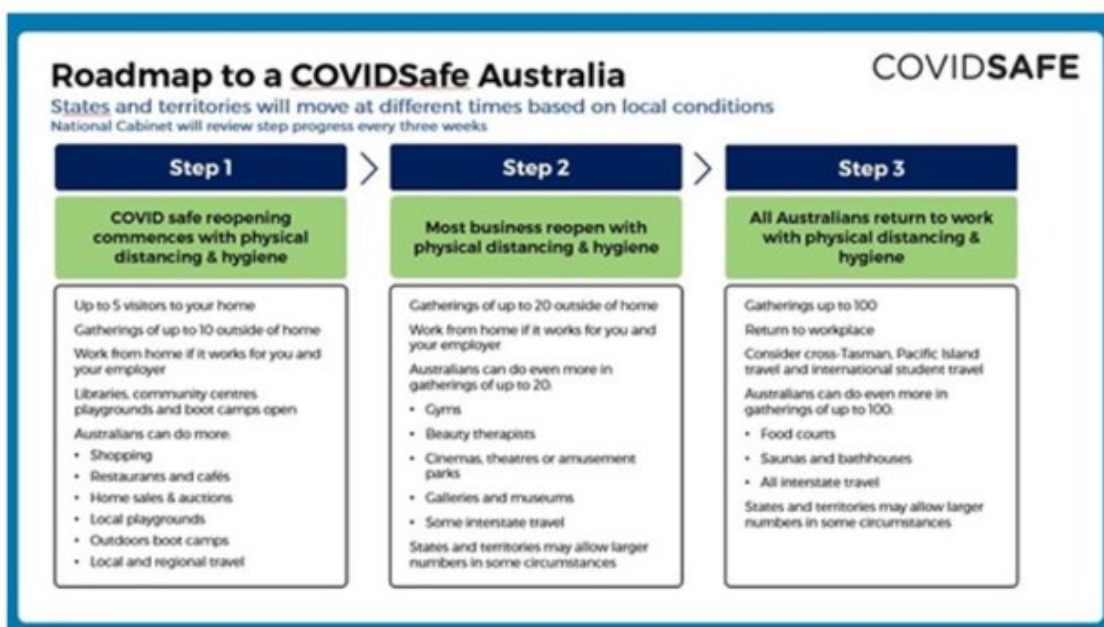 Roadmap to a COVIDSafe Australia
COVIDSAFE
States and territories will move at different times based on local conditions
National Cabinet will review step progress every three weeks
Step 1
COVID safe reopening
commences with physical
distancing & hygiene
Up to 5 visitors to your home
Gatherings of up to 10 outside of home
Work from home if it works for you and
your employer
Libraries, community centres
playgrounds and boot camps open
Australians can do more:
• Shopping
• Restaurants and cafés
• Home sales & auctions
• Local playgrounds
• Outdoors boot camps
• Local and regional travel
Step 2
Most business reopen with
physical distancing & hygiene
Gatherings of up to 20 outside of home
Work from home if it works for you and
your employer
Australians can do even more in
gatherings of up to 20:
• Gyms
• Beauty therapists
• Cinemas, theatres or amusement
parks
• Galleries and museums
• Some interstate travel
States and territories may allow larger
numbers in some circumstances
Step 3
All Australians return to work
with physical distancing &
hygiene
Gatherings up to 100
Return to workplace
Consider cross-Tasman, Pacific Island
travel and international student travel
Australians can do even more in
gatherings of up to 100:
• Food courts
• Saunas and bathhouses
• All interstate travel
States and territories may allow larger
numbers in some circumstances